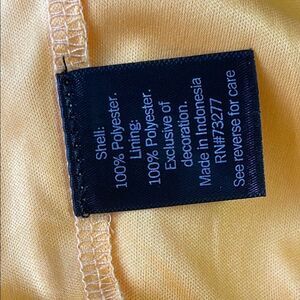 Shell:
100% Polyester.
Lining:
100% Polyester.
Exclusive of
decoration.
Made in Indonesia
RN#73277
See reverse for care